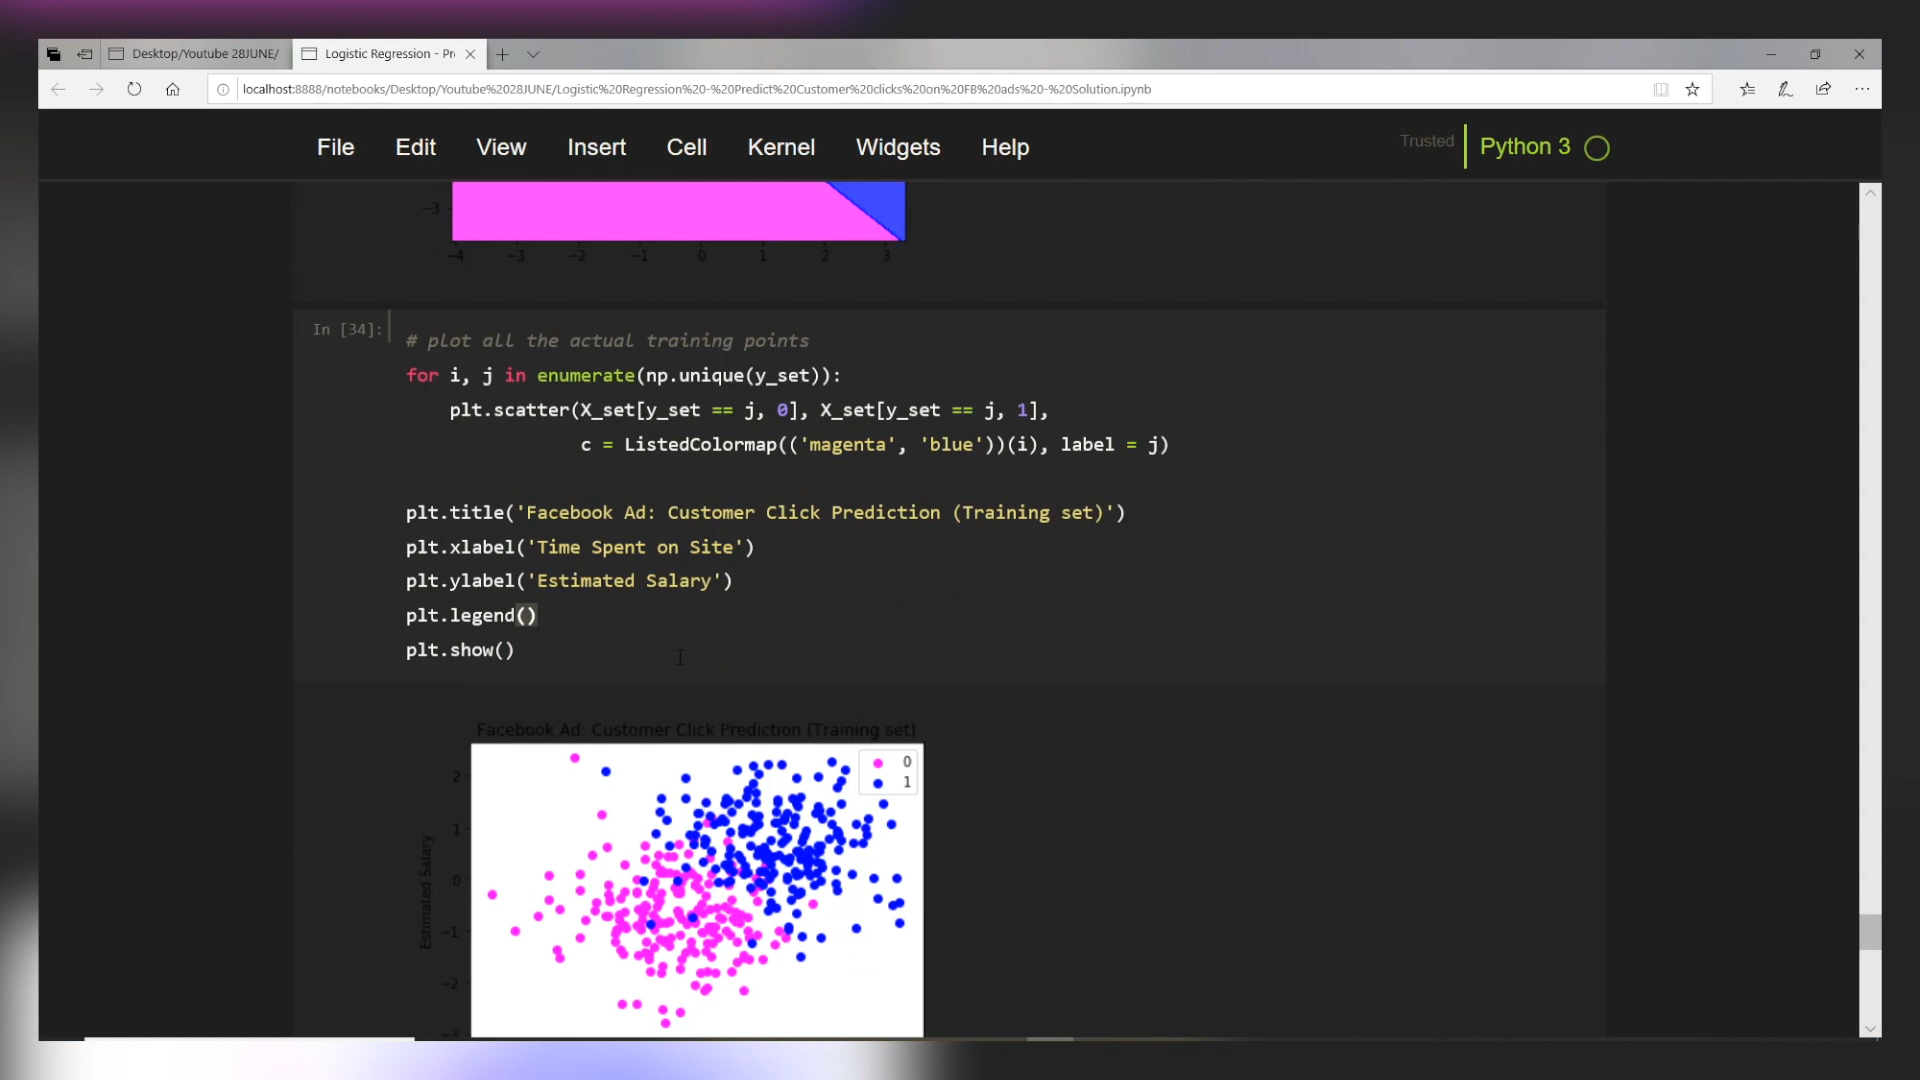 Desktop/Youtube 28JUNE/
Logistic Regression - Pr
localhost:8888/notebooks/Desktop/Youtube%2028JUNE/Logistic%20Regression%20-%20Predict%20Customer%20clicks%20on%20FB%20ads%20-%20Solution.ipynb
File Edit View Insert Cell Kernel Widgets Help
Trusted
Python 3
−3
−4 −3 −2 −1 0 1 2 3
In [34]:
# plot all the actual training points
for i, j in enumerate(np.unique(y_set)):
    plt.scatter(X_set[y_set == j, 0], X_set[y_set == j, 1],
                c = ListedColormap(('magenta', 'blue'))(i), label = j)
plt.title('Facebook Ad: Customer Click Prediction (Training set)')
plt.xlabel('Time Spent on Site')
plt.ylabel('Estimated Salary')
plt.legend()
plt.show()
Facebook Ad: Customer Click Prediction (Training set)
0
1
2
1
0
−1
−2
−3
Estimated Salary